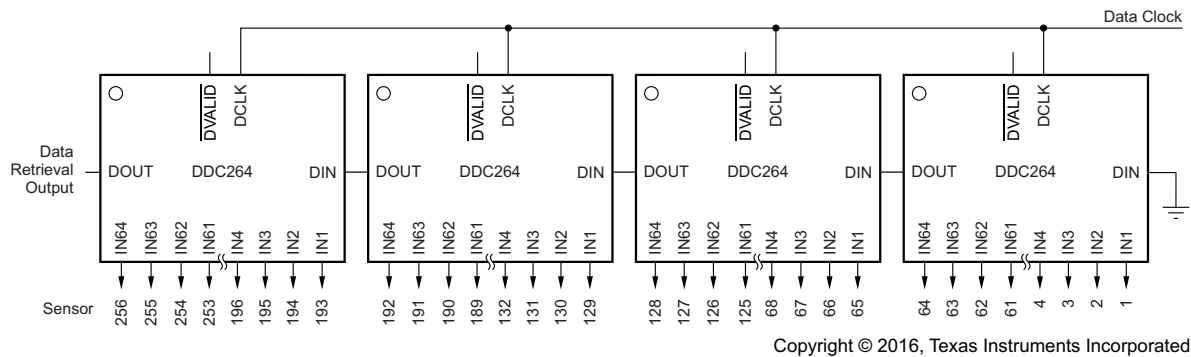 Data Clock
DVALID DCLK DVALID DCLK DVALID DCLK DVALID DCLK
Data
Retrieval
Output
DOUT DDC264 DIN DOUT DDC264 DIN DOUT DDC264 DIN DOUT DDC264 DIN
IN64 IN63 IN62 IN61 IN4 IN3 IN2 IN1 IN64 IN63 IN62 IN61 IN4 IN3 IN2 IN1 IN64 IN63 IN62 IN61 IN4 IN3 IN2 IN1 IN64 IN63 IN62 IN61 IN4 IN3 IN2 IN1
Sensor 256 255 254 253 196 195 194 193 192 191 190 189 132 131 130 129 128 127 126 125 68 67 66 65 64 63 62 61 4 3 2 1
Copyright © 2016, Texas Instruments Incorporated